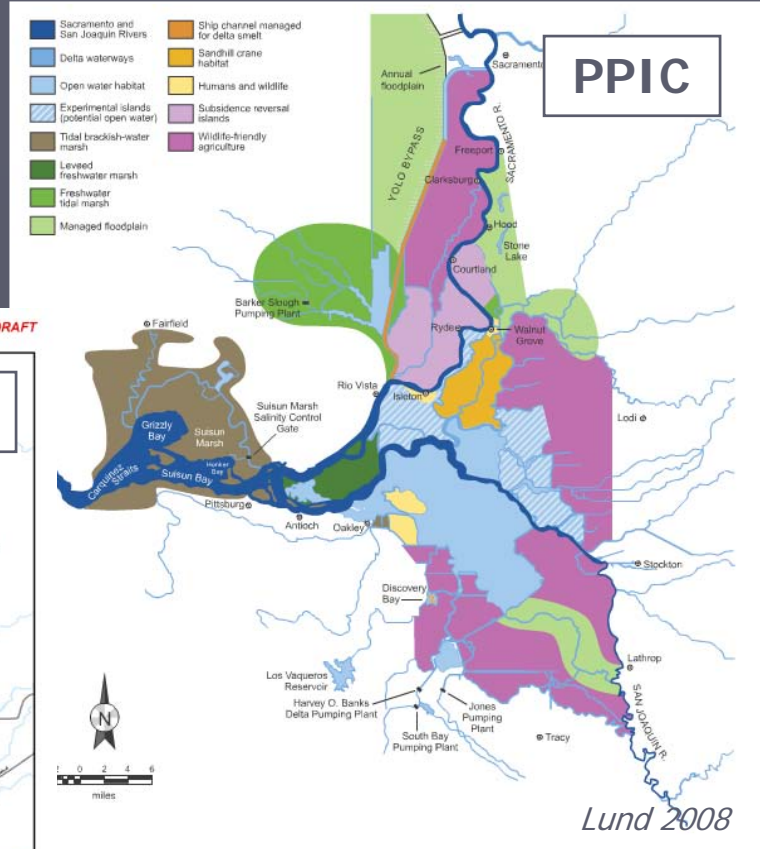 Sacramento and
San Joaquin Rivers
Delta waterways
Open water habitat
Experimental islands
(potential open water)
Tidal brackish-water
marsh
Leveed
freshwater marsh
Freshwater
tidal marsh
Managed floodplain
Ship channel managed
for delta smelt
Sandhill crane
habitat
Humans and wildlife
Subsidence reversal
islands
Wildlife-friendly
agriculture
PPIC
Annual
floodplain
Sacramento
YOLO BYPASS
SACRAMENTO R.
Freeport
Clarksburg
Hood
Stone
Lake
Courtland
Barker Slough
Pumping Plant
Ryde
Walnut
Grove
DRAFT
Fairfield
Rio Vista
Isleton
Lodi
Suisun Marsh
Salinity Control
Gate
Grizzly
Bay
Suisun
Marsh
Honker
Bay
Suisun Bay
Carquinez
Straits
Pittsburg
Antioch
Oakley
Stockton
Discovery
Bay
Lathrop
Los Vaqueros
Reservoir
Harvey O. Banks
Delta Pumping Plant
Jones
Pumping
Plant
South Bay
Pumping Plant
Tracy
SAN JOAQUIN R.
N
0 2 4 6
miles
Lund 2008